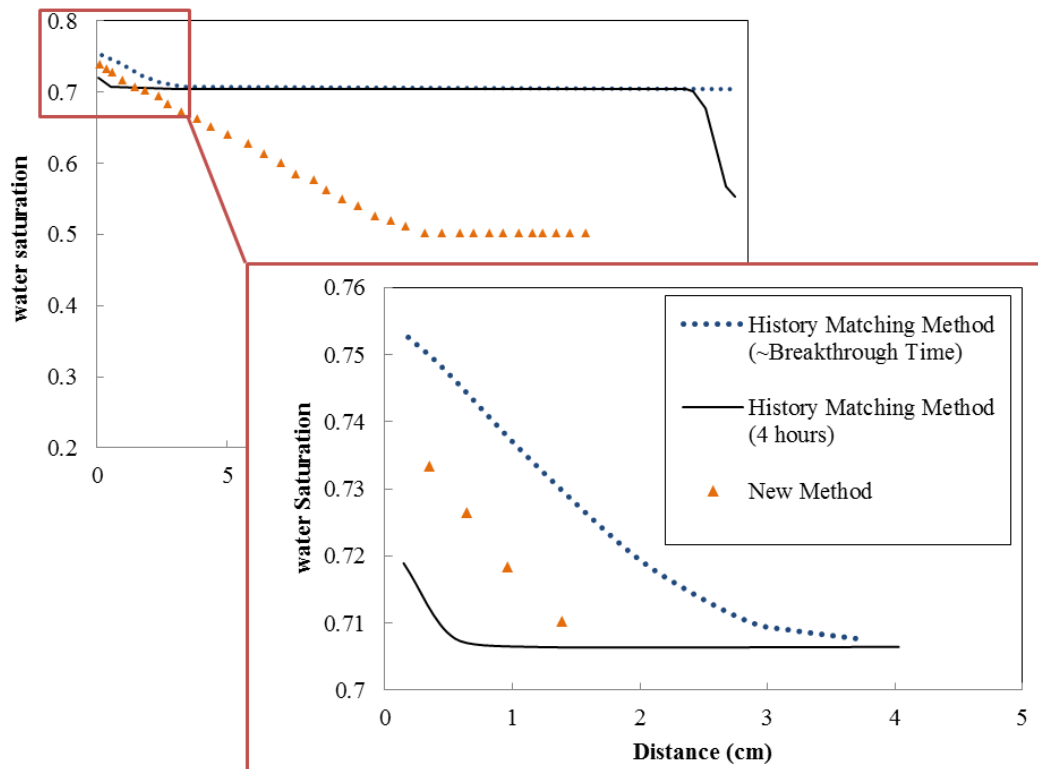 0.8
0.7
0.6
0.5
0.4
0.3
0.2
water saturation
0
5
0.76
0.75
0.74
0.73
0.72
0.71
0.7
water Saturation
History Matching Method
(~Breakthrough Time)
History Matching Method
(4 hours)
New Method
0
1
2
3
4
5
Distance (cm)